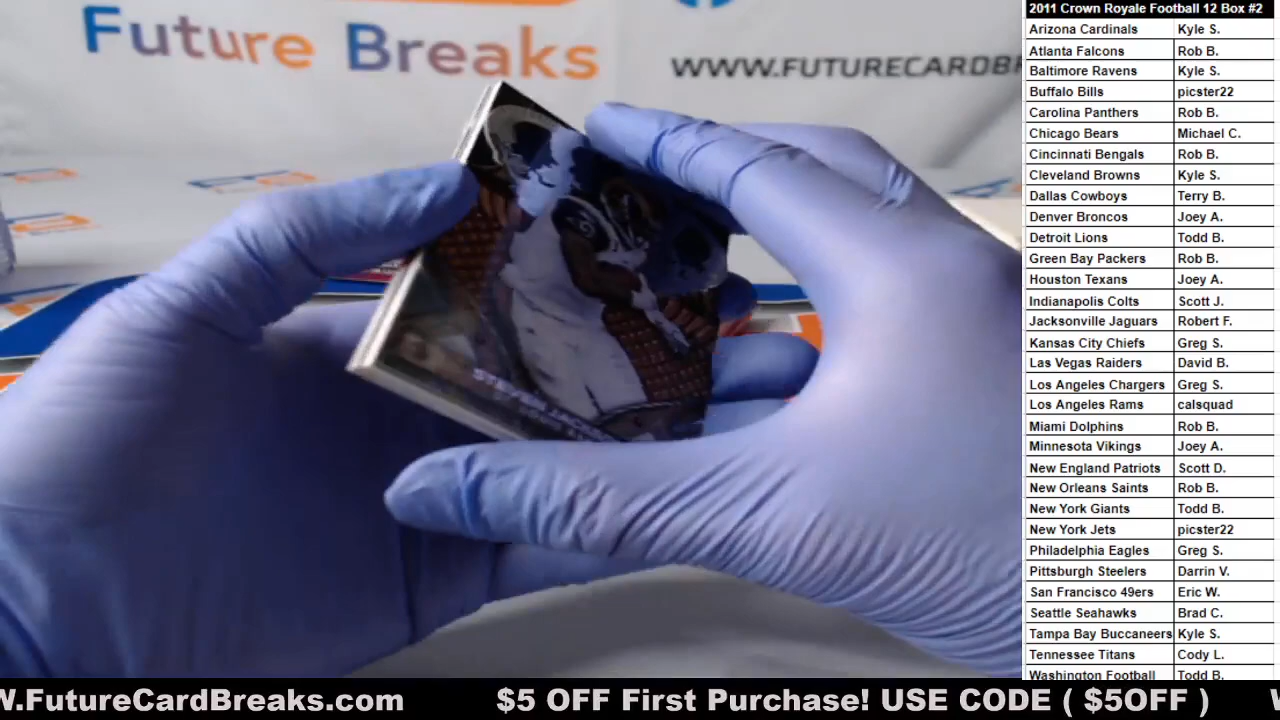 Future Breaks
WWW.FUTURECARDBR
STEVEN JACKSON
2011 Crown Royale Football 12 Box #2
Arizona Cardinals Kyle S.
Atlanta Falcons Rob B.
Baltimore Ravens Kyle S.
Buffalo Bills picster22
Carolina Panthers Rob B.
Chicago Bears Michael C.
Cincinnati Bengals Rob B.
Cleveland Browns Kyle S.
Dallas Cowboys Terry B.
Denver Broncos Joey A.
Detroit Lions Todd B.
Green Bay Packers Rob B.
Houston Texans Joey A.
Indianapolis Colts Scott J.
Jacksonville Jaguars Robert F.
Kansas City Chiefs Greg S.
Las Vegas Raiders David B.
Los Angeles Chargers Greg S.
Los Angeles Rams calsquad
Miami Dolphins Rob B.
Minnesota Vikings Joey A.
New England Patriots Scott D.
New Orleans Saints Rob B.
New York Giants Todd B.
New York Jets picster22
Philadelphia Eagles Greg S.
Pittsburgh Steelers Darrin V.
San Francisco 49ers Eric W.
Seattle Seahawks Brad C.
Tampa Bay Buccaneers Kyle S.
Tennessee Titans Cody L.
Washington Football Todd B.
W.FutureCardBreaks.com $5 OFF First Purchase! USE CODE ( $5OFF ) W